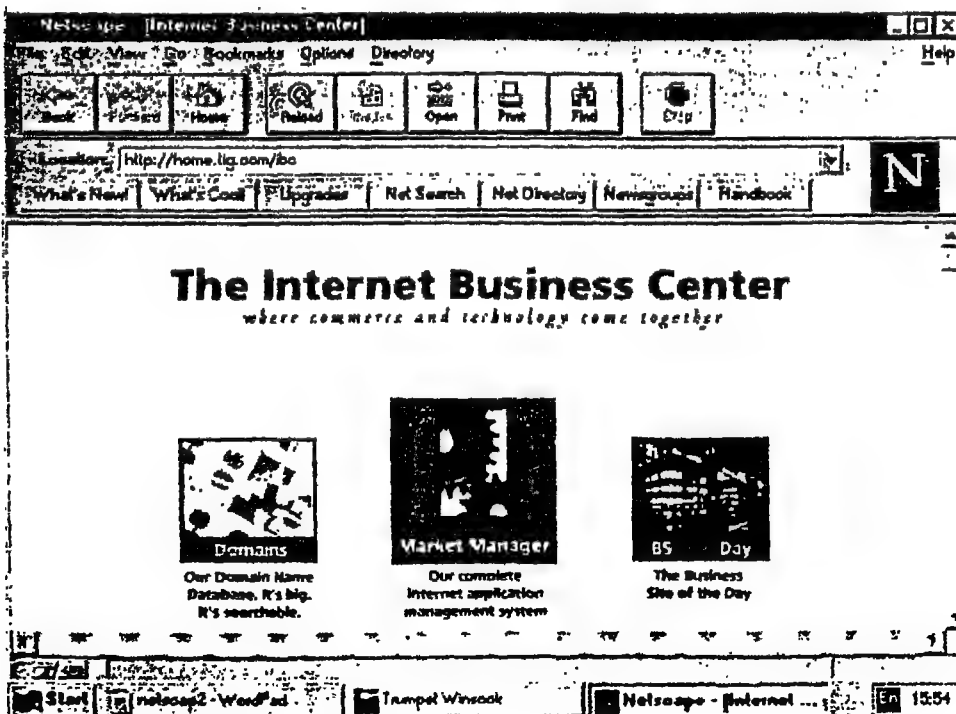 Netscape - [Internet Business Center]
File Edit View Go Bookmarks Options Directory Help
Back Forward Home Reload Images Open Print Find Stop
Location: http://home.tig.com/ibc
What's New! What's Cool! Upgrades Net Search Net Directory Newsgroups Handbook
N
The Internet Business Center
where commerce and technology come together
Domains
Market Manager
BS Day
Our Domain Name
Database. It's big.
It's searchable.
Our complete
Internet application
management system
The Business
Site of the Day
Start netscap2 - WordPad Trumpet Winsock Netscape - [Internet ... En 15:54